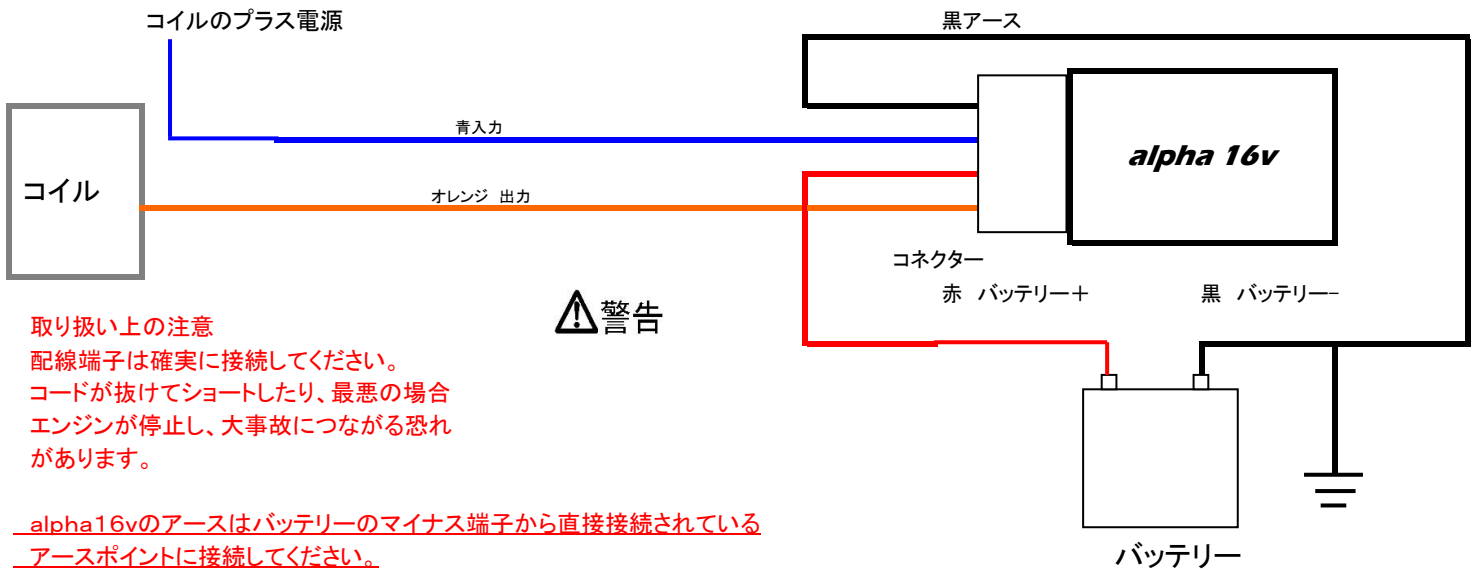 コイルのプラス電源
黒アース
青入力
alpha 16v
コイル
オレンジ 出力
コネクター
赤 バッテリー＋
黒 バッテリー−
警告
取り扱い上の注意
配線端子は確実に接続してください。
コードが抜けてショートしたり、最悪の場合
エンジンが停止し、大事故につながる恐れ
があります。
alpha16vのアースはバッテリーのマイナス端子から直接接続されている
アースポイントに接続してください。
バッテリー